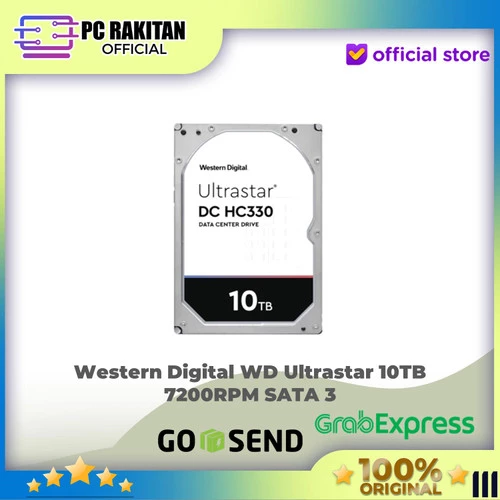 PC RAKITAN
OFFICIAL
official store
Western Digital
Ultrastar®
DC HC330
DATA CENTER DRIVE
10TB
Western Digital WD Ultrastar 10TB
7200RPM SATA 3
GO SEND
GrabExpress
100%
ORIGINAL